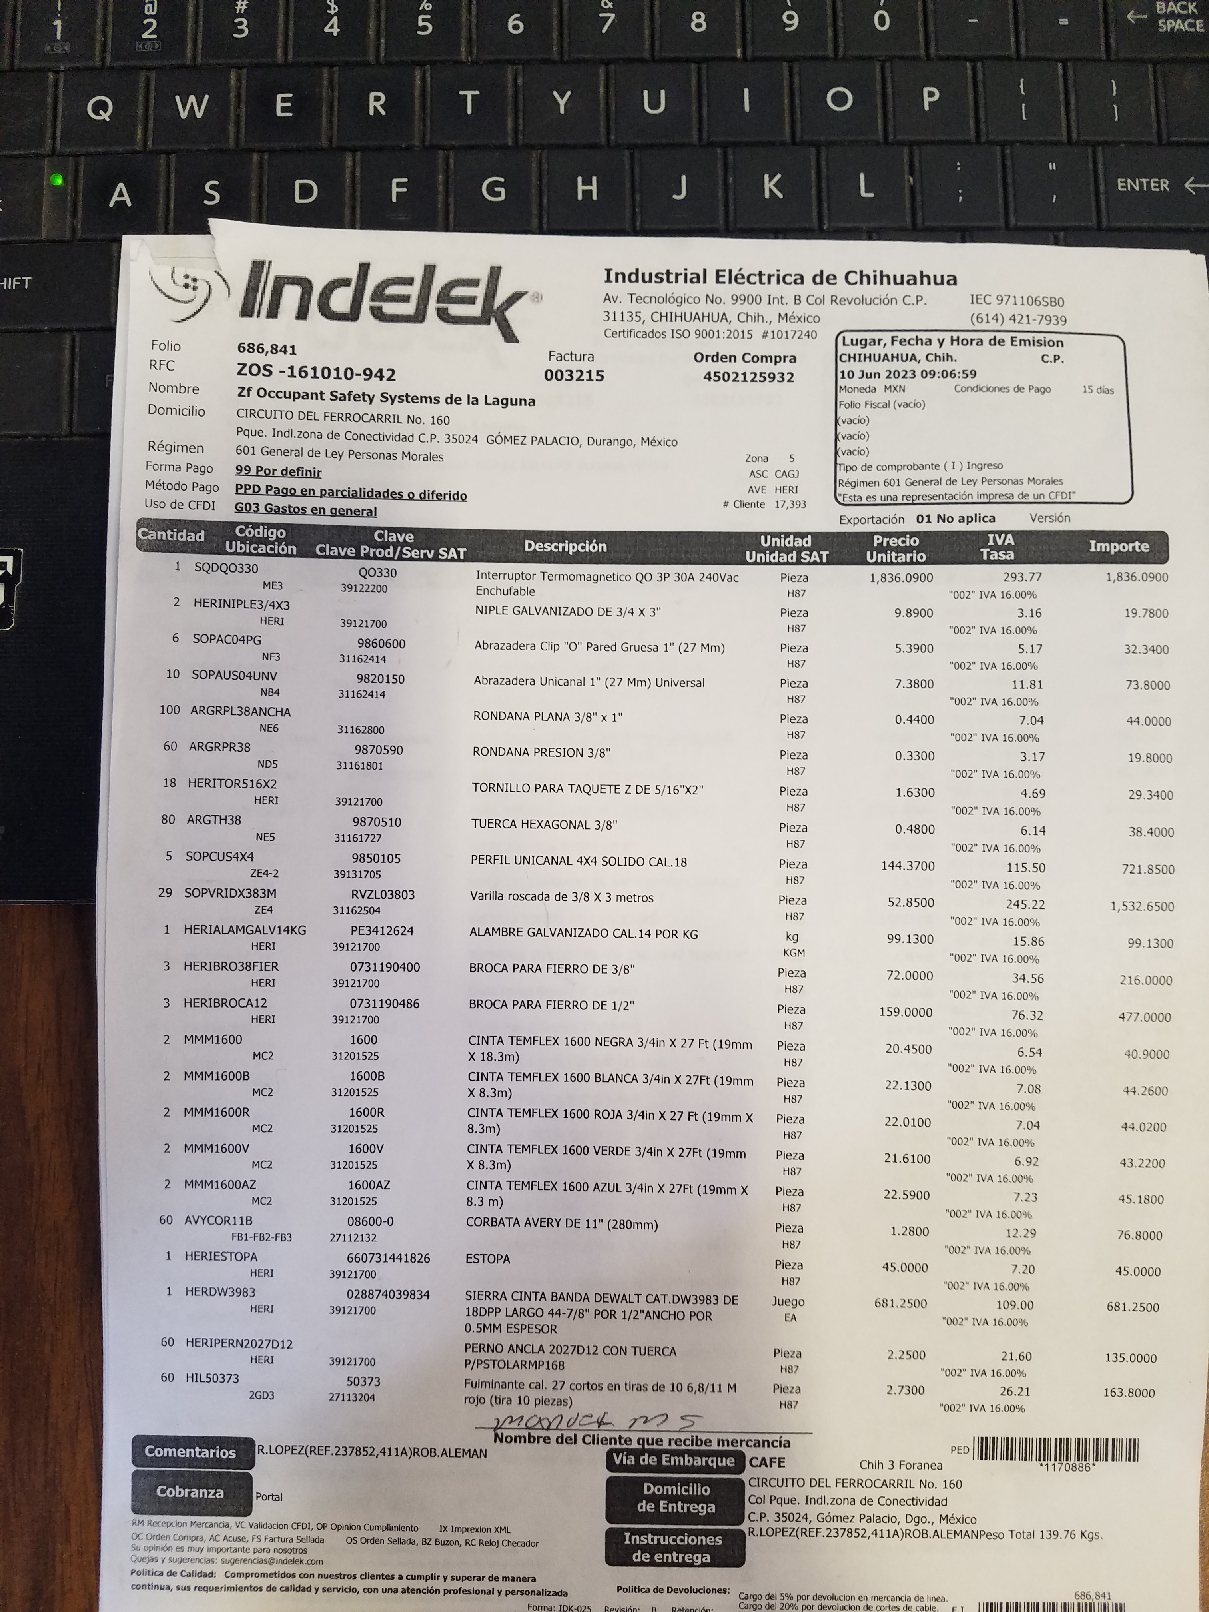 1 2 3 4 5 6 7 8 9 0 - = BACK SPACE
Q W E R T Y U I O P { [ } ]
A S D F G H J K L : ; " ' ENTER
HIFT
Indelek®
Industrial Eléctrica de Chihuahua
Av. Tecnológico No. 9900 Int. B Col Revolución C.P. IEC 971106SB0
31135, CHIHUAHUA, Chih., México (614) 421-7939
Certificados ISO 9001:2015 #1017240
Folio 686,841 Factura Orden Compra
RFC ZOS -161010-942 003215 4502125932
Nombre Zf Occupant Safety Systems de la Laguna
Domicilio CIRCUITO DEL FERROCARRIL No. 160
Pque. Indl.zona de Conectividad C.P. 35024 GÓMEZ PALACIO, Durango, México
Régimen 601 General de Ley Personas Morales
Forma Pago 99 Por definir
Método Pago PPD Pago en parcialidades o diferido
Uso de CFDI G03 Gastos en general
Zona 5
ASC CAGJ
AVE HERI
# Cliente 17,393
Lugar, Fecha y Hora de Emision
CHIHUAHUA, Chih. C.P.
10 Jun 2023 09:06:59
Moneda MXN Condiciones de Pago 15 días
Folio Fiscal (vacío)
(vacío)
(vacío)
(vacío)
Tipo de comprobante ( I ) Ingreso
Régimen 601 General de Ley Personas Morales
"Esta es una representación impresa de un CFDI"
Exportación 01 No aplica Versión
Cantidad Código Clave Descripción Unidad Precio IVA Importe
Ubicación Clave Prod/Serv SAT Unidad SAT Unitario Tasa
1 SQDQO330 QO330 Interruptor Termomagnetico QO 3P 30A 240Vac Pieza 1,836.0900 293.77 1,836.0900
ME3 39122200 Enchufable H87 "002" IVA 16.00%
2 HERINIPLE3/4X3 NIPLE GALVANIZADO DE 3/4 X 3" Pieza 9.8900 3.16 19.7800
HERI 39121700 H87 "002" IVA 16.00%
6 SOPAC04PG 9860600 Abrazadera Clip "O" Pared Gruesa 1" (27 Mm) Pieza 5.3900 5.17 32.3400
NF3 31162414 H87 "002" IVA 16.00%
10 SOPAUS04UNV 9820150 Abrazadera Unicanal 1" (27 Mm) Universal Pieza 7.3800 11.81 73.8000
NB4 31162414 H87 "002" IVA 16.00%
100 ARGRPL38ANCHA RONDANA PLANA 3/8" x 1" Pieza 0.4400 7.04 44.0000
NE6 31162800 H87 "002" IVA 16.00%
60 ARGRPR38 9870590 RONDANA PRESION 3/8" Pieza 0.3300 3.17 19.8000
ND5 31161801 H87 "002" IVA 16.00%
18 HERITOR516X2 TORNILLO PARA TAQUETE Z DE 5/16"X2" Pieza 1.6300 4.69 29.3400
HERI 39121700 H87 "002" IVA 16.00%
80 ARGTH38 9870510 TUERCA HEXAGONAL 3/8" Pieza 0.4800 6.14 38.4000
NE5 31161727 H87 "002" IVA 16.00%
5 SOPCUS4X4 9850105 PERFIL UNICANAL 4X4 SOLIDO CAL.18 Pieza 144.3700 115.50 721.8500
ZE4-2 39131705 H87 "002" IVA 16.00%
29 SOPVRIDX383M RVZL03803 Varilla roscada de 3/8 X 3 metros Pieza 52.8500 245.22 1,532.6500
ZE4 31162504 H87 "002" IVA 16.00%
1 HERIALAMGALV14KG PE3412624 ALAMBRE GALVANIZADO CAL.14 POR KG kg 99.1300 15.86 99.1300
HERI 39121700 KGM "002" IVA 16.00%
3 HERIBRO38FIER 0731190400 BROCA PARA FIERRO DE 3/8" Pieza 72.0000 34.56 216.0000
HERI 39121700 H87 "002" IVA 16.00%
3 HERIBROCA12 0731190486 BROCA PARA FIERRO DE 1/2" Pieza 159.0000 76.32 477.0000
HERI 39121700 H87 "002" IVA 16.00%
2 MMM1600 1600 CINTA TEMFLEX 1600 NEGRA 3/4in X 27 Ft (19mm Pieza 20.4500 6.54 40.9000
MC2 31201525 X 18.3m) H87 "002" IVA 16.00%
2 MMM1600B 1600B CINTA TEMFLEX 1600 BLANCA 3/4in X 27Ft (19mm Pieza 22.1300 7.08 44.2600
MC2 31201525 X 8.3m) H87 "002" IVA 16.00%
2 MMM1600R 1600R CINTA TEMFLEX 1600 ROJA 3/4in X 27 Ft (19mm X Pieza 22.0100 7.04 44.0200
MC2 31201525 8.3m) H87 "002" IVA 16.00%
2 MMM1600V 1600V CINTA TEMFLEX 1600 VERDE 3/4in X 27Ft (19mm Pieza 21.6100 6.92 43.2200
MC2 31201525 X 8.3m) H87 "002" IVA 16.00%
2 MMM1600AZ 1600AZ CINTA TEMFLEX 1600 AZUL 3/4in X 27Ft (19mm X Pieza 22.5900 7.23 45.1800
MC2 31201525 8.3 m) H87 "002" IVA 16.00%
60 AVYCOR11B 08600-0 CORBATA AVERY DE 11" (280mm) Pieza 1.2800 12.29 76.8000
FB1-FB2-FB3 27112132 H87 "002" IVA 16.00%
1 HERIESTOPA 660731441826 ESTOPA Pieza 45.0000 7.20 45.0000
HERI 39121700 H87 "002" IVA 16.00%
1 HERDW3983 028874039834 SIERRA CINTA BANDA DEWALT CAT.DW3983 DE Juego 681.2500 109.00 681.2500
HERI 39121700 18DPP LARGO 44-7/8" POR 1/2"ANCHO POR EA "002" IVA 16.00%
0.5MM ESPESOR
60 HERIPERN2027D12 PERNO ANCLA 2027D12 CON TUERCA Pieza 2.2500 21.60 135.0000
HERI 39121700 P/PSTOLARMP16B H87 "002" IVA 16.00%
60 HIL50373 50373 Fulminante cal. 27 cortos en tiras de 10 6,8/11 M Pieza 2.7300 26.21 163.8000
2GD3 27113204 rojo (tira 10 piezas) H87 "002" IVA 16.00%
manuel m s
Nombre del Cliente que recibe mercancía
Comentarios R.LOPEZ(REF.237852,411A)ROB.ALEMAN
Vía de Embarque CAFE Chih 3 Foranea PED *1170886*
Cobranza Portal
Domicilio de Entrega CIRCUITO DEL FERROCARRIL No. 160
Col Pque. Indl.zona de Conectividad
C.P. 35024, Gómez Palacio, Dgo., México
Instrucciones de entrega R.LOPEZ(REF.237852,411A)ROB.ALEMANPeso Total 139.76 Kgs.
RM Recepcion Mercancia, VC Validacion CFDI, OP Opinion Cumplimiento IX Impresion XML
OC Orden Compra, AC Acuse, FS Factura Sellada OS Orden Sellada, BZ Buzon, RC Reloj Checador
Su opinión es muy importante para nosotros
Quejas y sugerencias: sugerencias@indelek.com
Política de Calidad: Comprometidos con nuestros clientes a cumplir y superar de manera
continua, sus requerimientos de calidad y servicio, con una atención profesional y personalizada
Política de Devoluciones: Cargo del 5% por devolucion en mercancia de linea. 686,841
Cargo del 20% por devolucion de cortes de cable.
Forma: IDK-025 Revisión: B Retención: